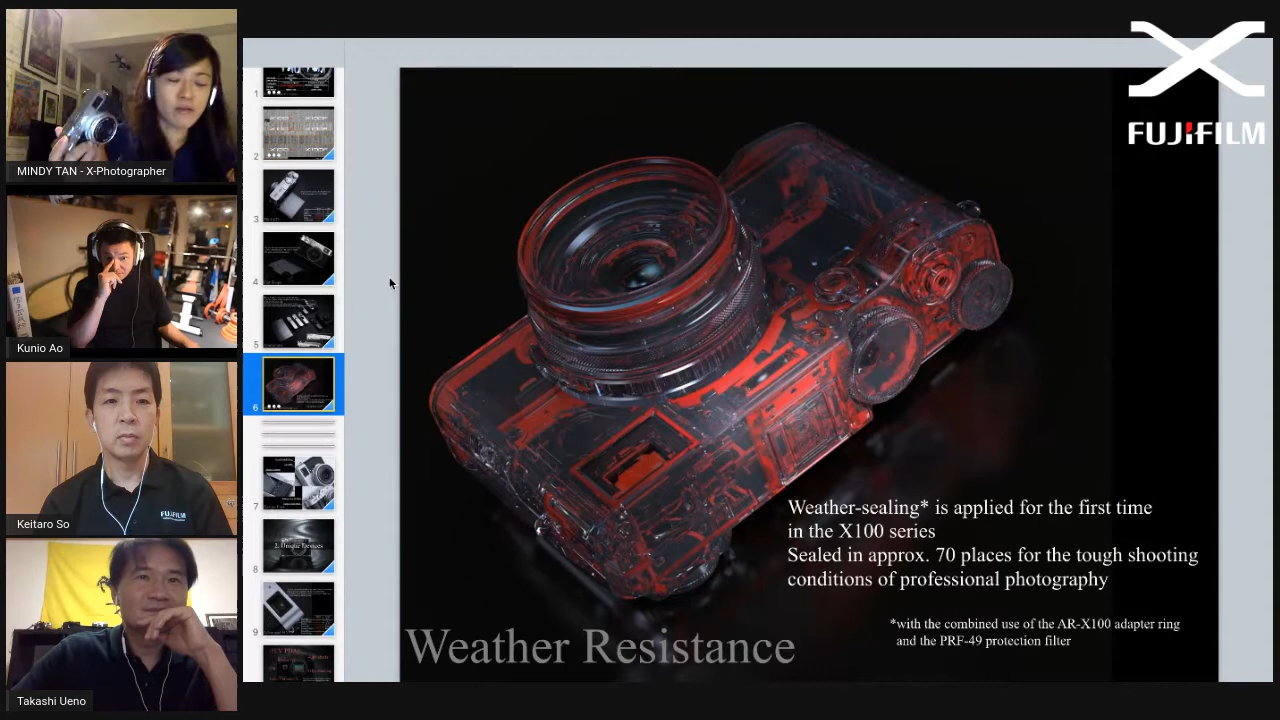 MINDY TAN - X-Photographer
Kunio Ao
Keitaro So
FUJIFILM
Takashi Ueno
1
2
3
4
5
6
7
8
2. Unique Devices
9
FUJIFILM
Weather-sealing* is applied for the first time
in the X100 series
Sealed in approx. 70 places for the tough shooting
conditions of professional photography
*with the combined use of the AR-X100 adapter ring
and the PRF-49 protection filter
Weather Resistance